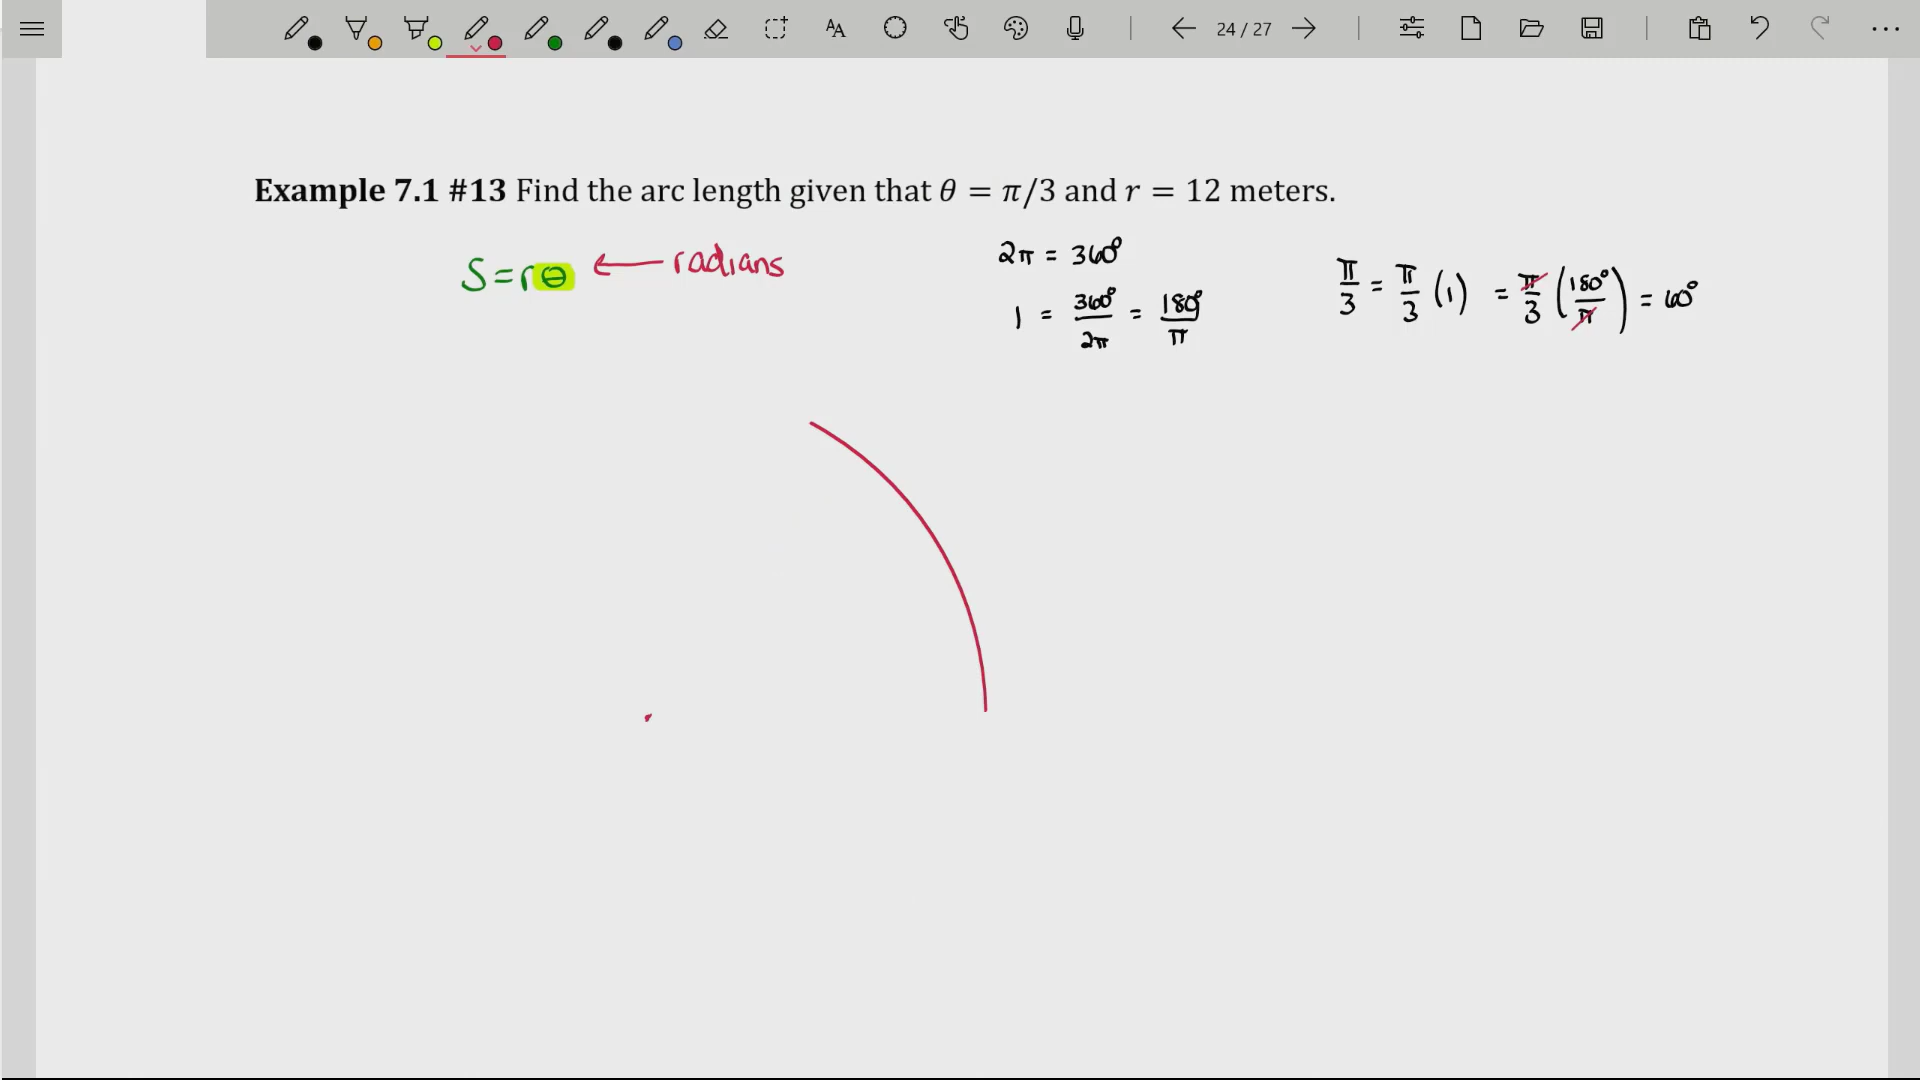 24 / 27
Example 7.1 #13 Find the arc length given that θ = π/3 and r = 12 meters.
S = rθ ← radians
2π = 360°
1 = 360°/2π = 180°/π
π/3 = π/3 (1) = π/3 (180°/π) = 60°